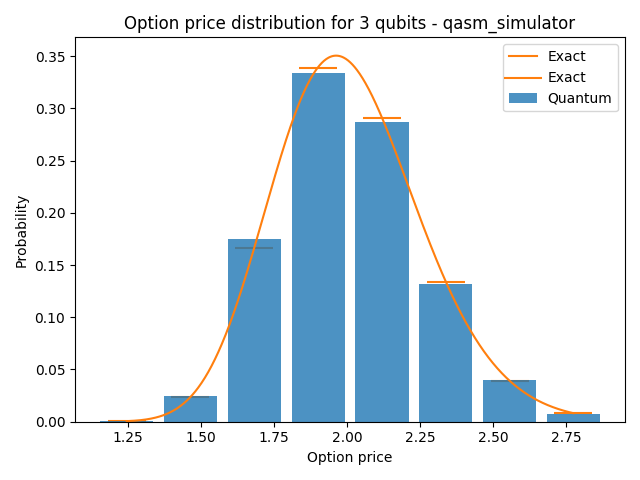 Option price distribution for 3 qubits - qasm_simulator
Exact
Exact
Quantum
Probability
0.35
0.30
0.25
0.20
0.15
0.10
0.05
0.00
1.25 1.50 1.75 2.00 2.25 2.50 2.75
Option price